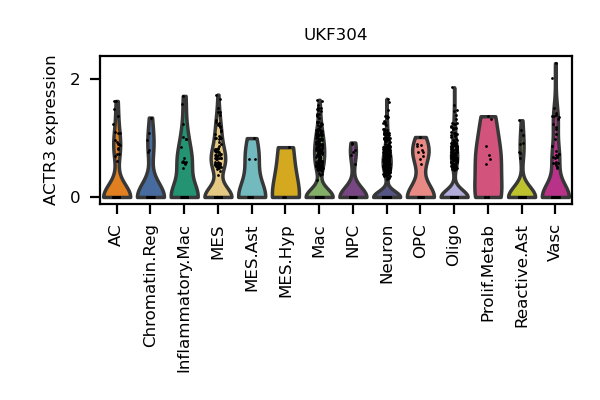 UKF304
ACTR3 expression
2
0
AC
Chromatin.Reg
Inflammatory.Mac
MES
MES.Ast
MES.Hyp
Mac
NPC
Neuron
OPC
Oligo
Prolif.Metab
Reactive.Ast
Vasc